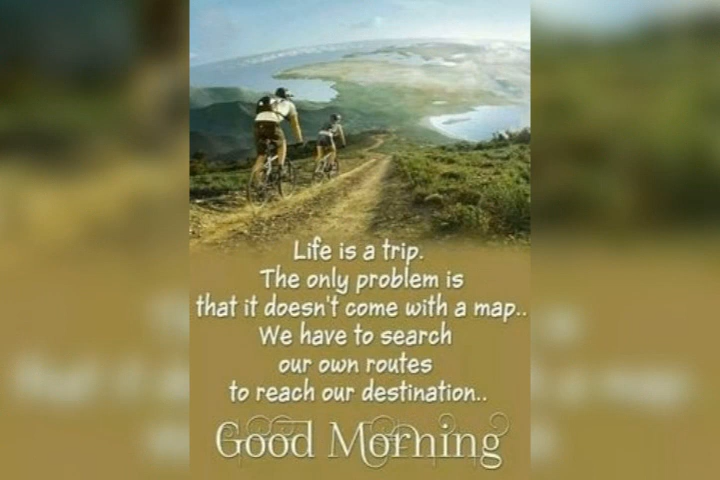 Life is a trip.
The only problem is
that it doesn't come with a map..
We have to search
our own routes
to reach our destination..
Good Morning